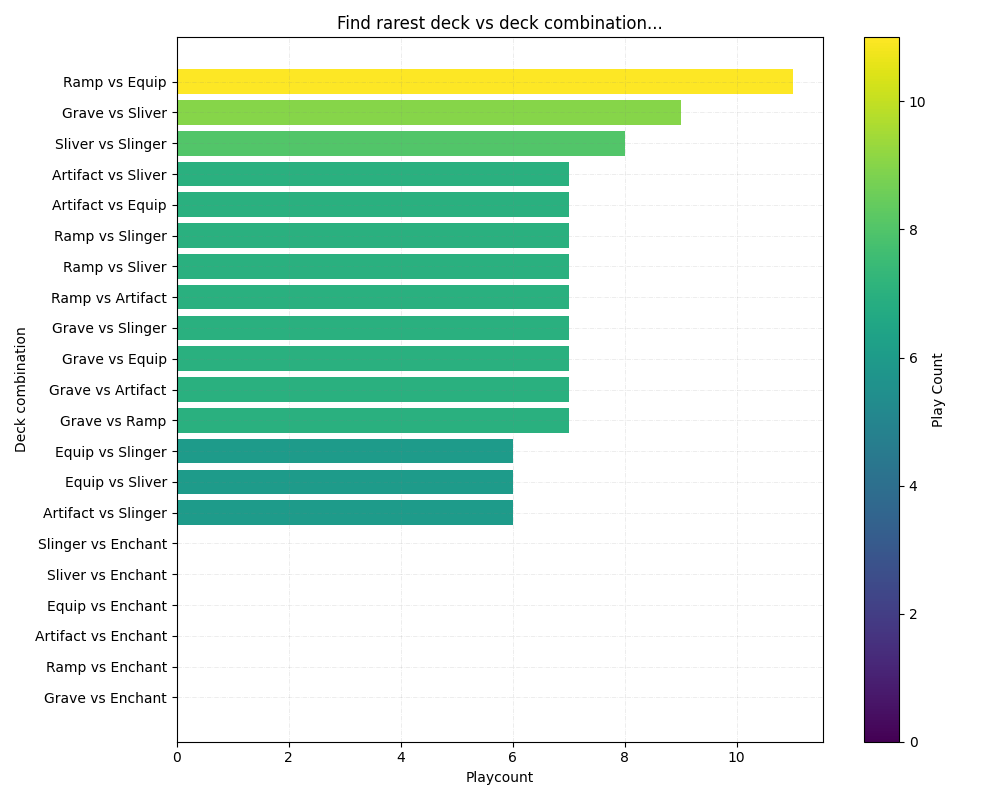 Find rarest deck vs deck combination...
Deck combination
Ramp vs Equip
Grave vs Sliver
Sliver vs Slinger
Artifact vs Sliver
Artifact vs Equip
Ramp vs Slinger
Ramp vs Sliver
Ramp vs Artifact
Grave vs Slinger
Grave vs Equip
Grave vs Artifact
Grave vs Ramp
Equip vs Slinger
Equip vs Sliver
Artifact vs Slinger
Slinger vs Enchant
Sliver vs Enchant
Equip vs Enchant
Artifact vs Enchant
Ramp vs Enchant
Grave vs Enchant
0 2 4 6 8 10
Playcount
10
8
6
4
2
0
Play Count